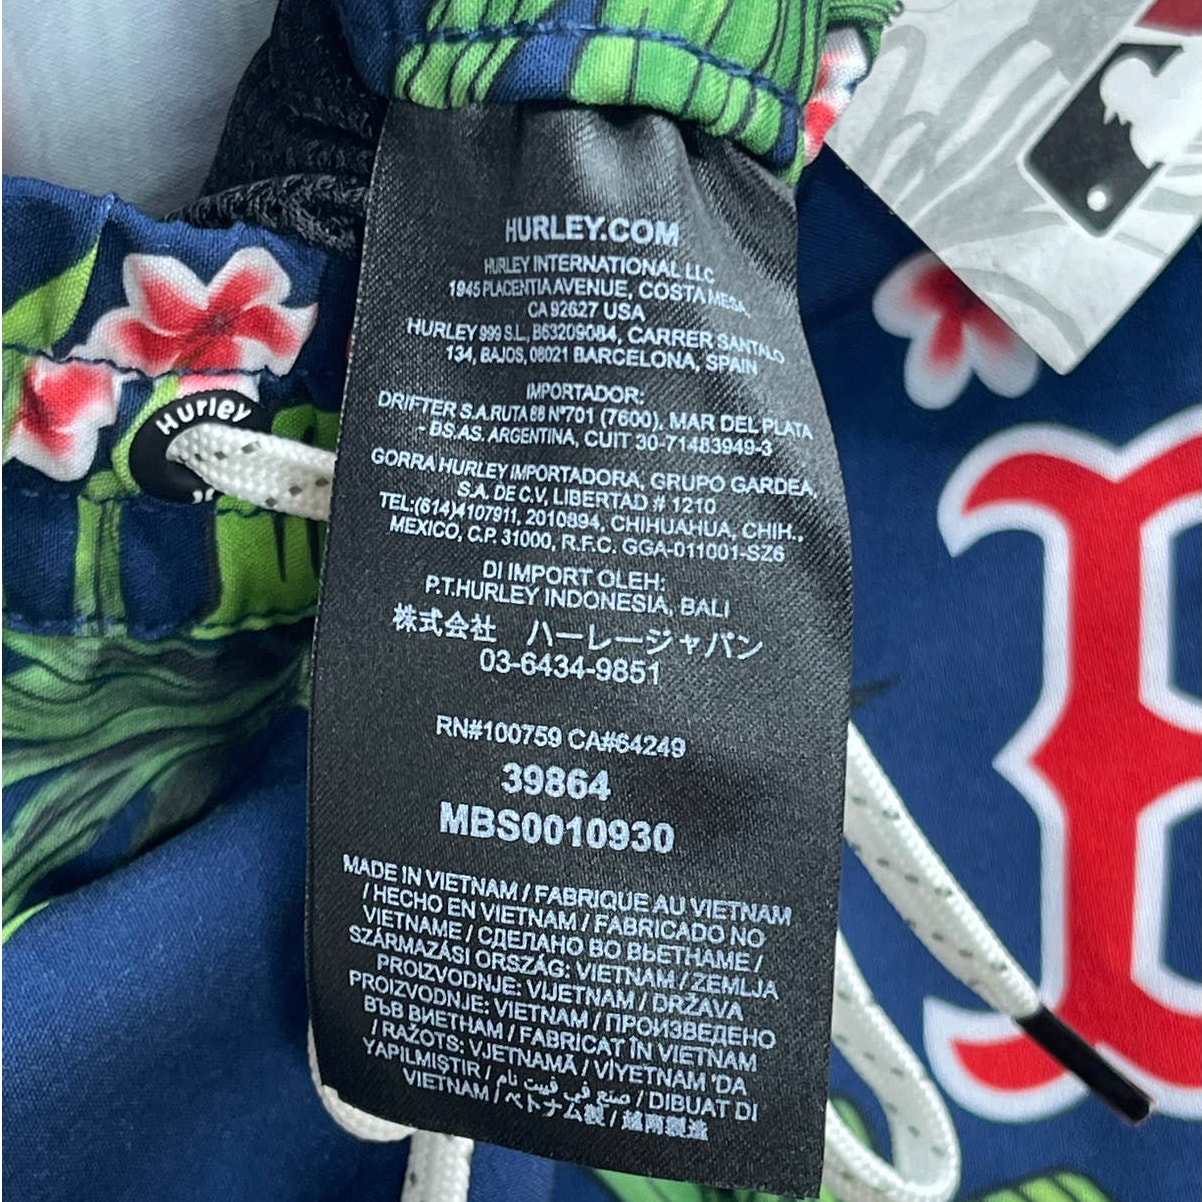 HURLEY.COM
HURLEY INTERNATIONAL LLC
1945 PLACENTIA AVENUE, COSTA MESA,
CA 92627 USA
HURLEY 999 S.L., B63209084, CARRER SANTALO
134, BAJOS, 08021 BARCELONA, SPAIN
IMPORTADOR:
DRIFTER S.A. RUTA 88 N°701 (7600), MAR DEL PLATA
- BS.AS. ARGENTINA, CUIT 30-71483949-3
GORRA HURLEY IMPORTADORA, GRUPO GARDEA,
S.A. DE C.V, LIBERTAD # 1210
TEL:(614)4107911, 2010894, CHIHUAHUA, CHIH.,
MEXICO, C.P. 31000, R.F.C. GGA-011001-SZ6
DI IMPORT OLEH:
P.T.HURLEY INDONESIA, BALI
株式会社 ハーレージャパン
03-6434-9851
RN#100759 CA#64249
39864
MBS0010930
MADE IN VIETNAM / FABRIQUE AU VIETNAM
/ HECHO EN VIETNAM / FABRICADO NO
VIETNAME / СДЕЛАНО ВО ВЬЕТНАМЕ /
SZÁRMAZÁSI ORSZÁG: VIETNAM / ZEMLJA
PROIZVODNJE: VIJETNAM / DRŽAVA
PROIZVODNJE: VIETNAM / ПРОИЗВЕДЕНО
ВЪВ ВИЕТНАМ / FABRICAT ÎN VIETNAM
/ RAŽOTS: VJETNAMĀ / VİYETNAM 'DA
YAPILMIŞTIR / صنع في فييت نام / DIBUAT DI
VIETNAM / ベトナム製 / 越南製造
Hurley
B